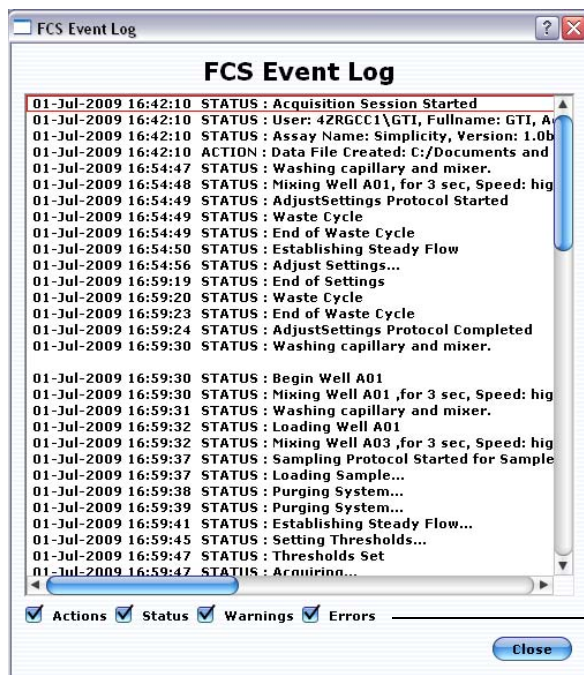 FCS Event Log
FCS Event Log
01-Jul-2009 16:42:10 STATUS : Acquisition Session Started
01-Jul-2009 16:42:10 STATUS : User: 4ZRGCC1\GTI, Fullname: GTI, A
01-Jul-2009 16:42:10 STATUS : Assay Name: Simplicity, Version: 1.0b
01-Jul-2009 16:42:10 ACTION : Data File Created: C:/Documents and
01-Jul-2009 16:54:47 STATUS : Washing capillary and mixer.
01-Jul-2009 16:54:48 STATUS : Mixing Well A01, for 3 sec, Speed: hig
01-Jul-2009 16:54:49 STATUS : AdjustSettings Protocol Started
01-Jul-2009 16:54:49 STATUS : Waste Cycle
01-Jul-2009 16:54:49 STATUS : End of Waste Cycle
01-Jul-2009 16:54:50 STATUS : Establishing Steady Flow
01-Jul-2009 16:54:56 STATUS : Adjust Settings...
01-Jul-2009 16:59:19 STATUS : End of Settings
01-Jul-2009 16:59:20 STATUS : Waste Cycle
01-Jul-2009 16:59:23 STATUS : End of Waste Cycle
01-Jul-2009 16:59:24 STATUS : AdjustSettings Protocol Completed
01-Jul-2009 16:59:30 STATUS : Washing capillary and mixer.
01-Jul-2009 16:59:30 STATUS : Begin Well A01
01-Jul-2009 16:59:30 STATUS : Mixing Well A01 ,for 3 sec, Speed: hig
01-Jul-2009 16:59:31 STATUS : Washing capillary and mixer.
01-Jul-2009 16:59:32 STATUS : Loading Well A01
01-Jul-2009 16:59:32 STATUS : Mixing Well A03 ,for 3 sec, Speed: hig
01-Jul-2009 16:59:37 STATUS : Sampling Protocol Started for Sample
01-Jul-2009 16:59:37 STATUS : Loading Sample...
01-Jul-2009 16:59:38 STATUS : Purging System...
01-Jul-2009 16:59:39 STATUS : Purging System...
01-Jul-2009 16:59:41 STATUS : Establishing Steady Flow...
01-Jul-2009 16:59:45 STATUS : Setting Thresholds...
01-Jul-2009 16:59:47 STATUS : Thresholds Set
01-Jul-2009 16:59:47 STATUS : Acquiring...
Actions Status Warnings Errors
Close